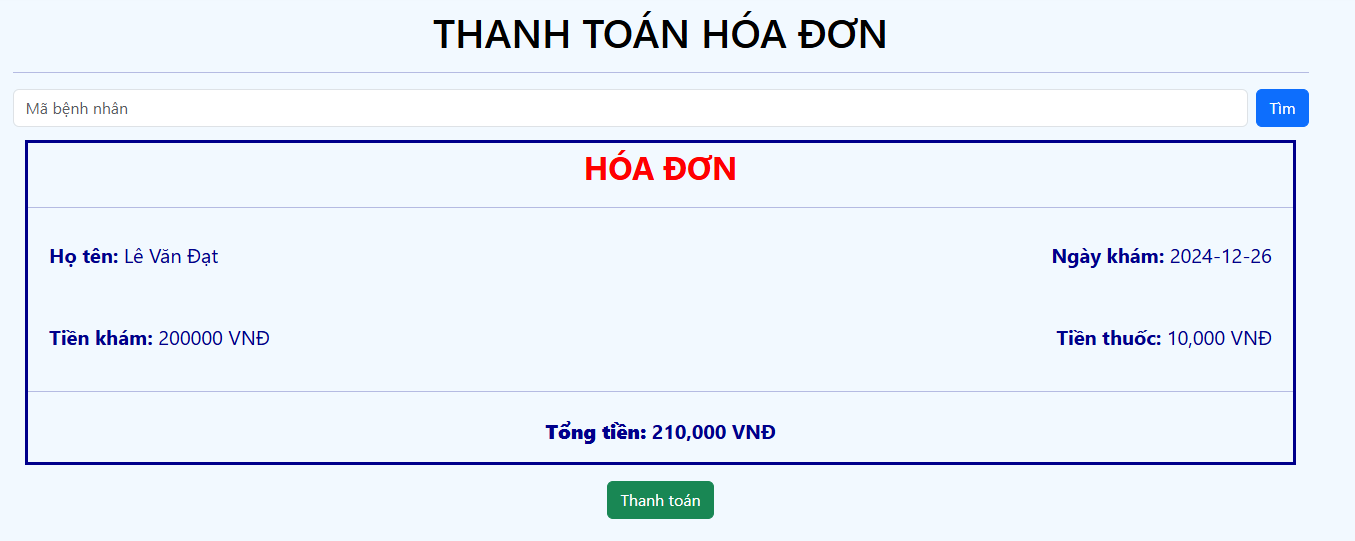 THANH TOÁN HÓA ĐƠN
Mã bệnh nhân
Tìm
HÓA ĐƠN
Họ tên: Lê Văn Đạt
Ngày khám: 2024-12-26
Tiền khám: 200000 VNĐ
Tiền thuốc: 10,000 VNĐ
Tổng tiền: 210,000 VNĐ
Thanh toán